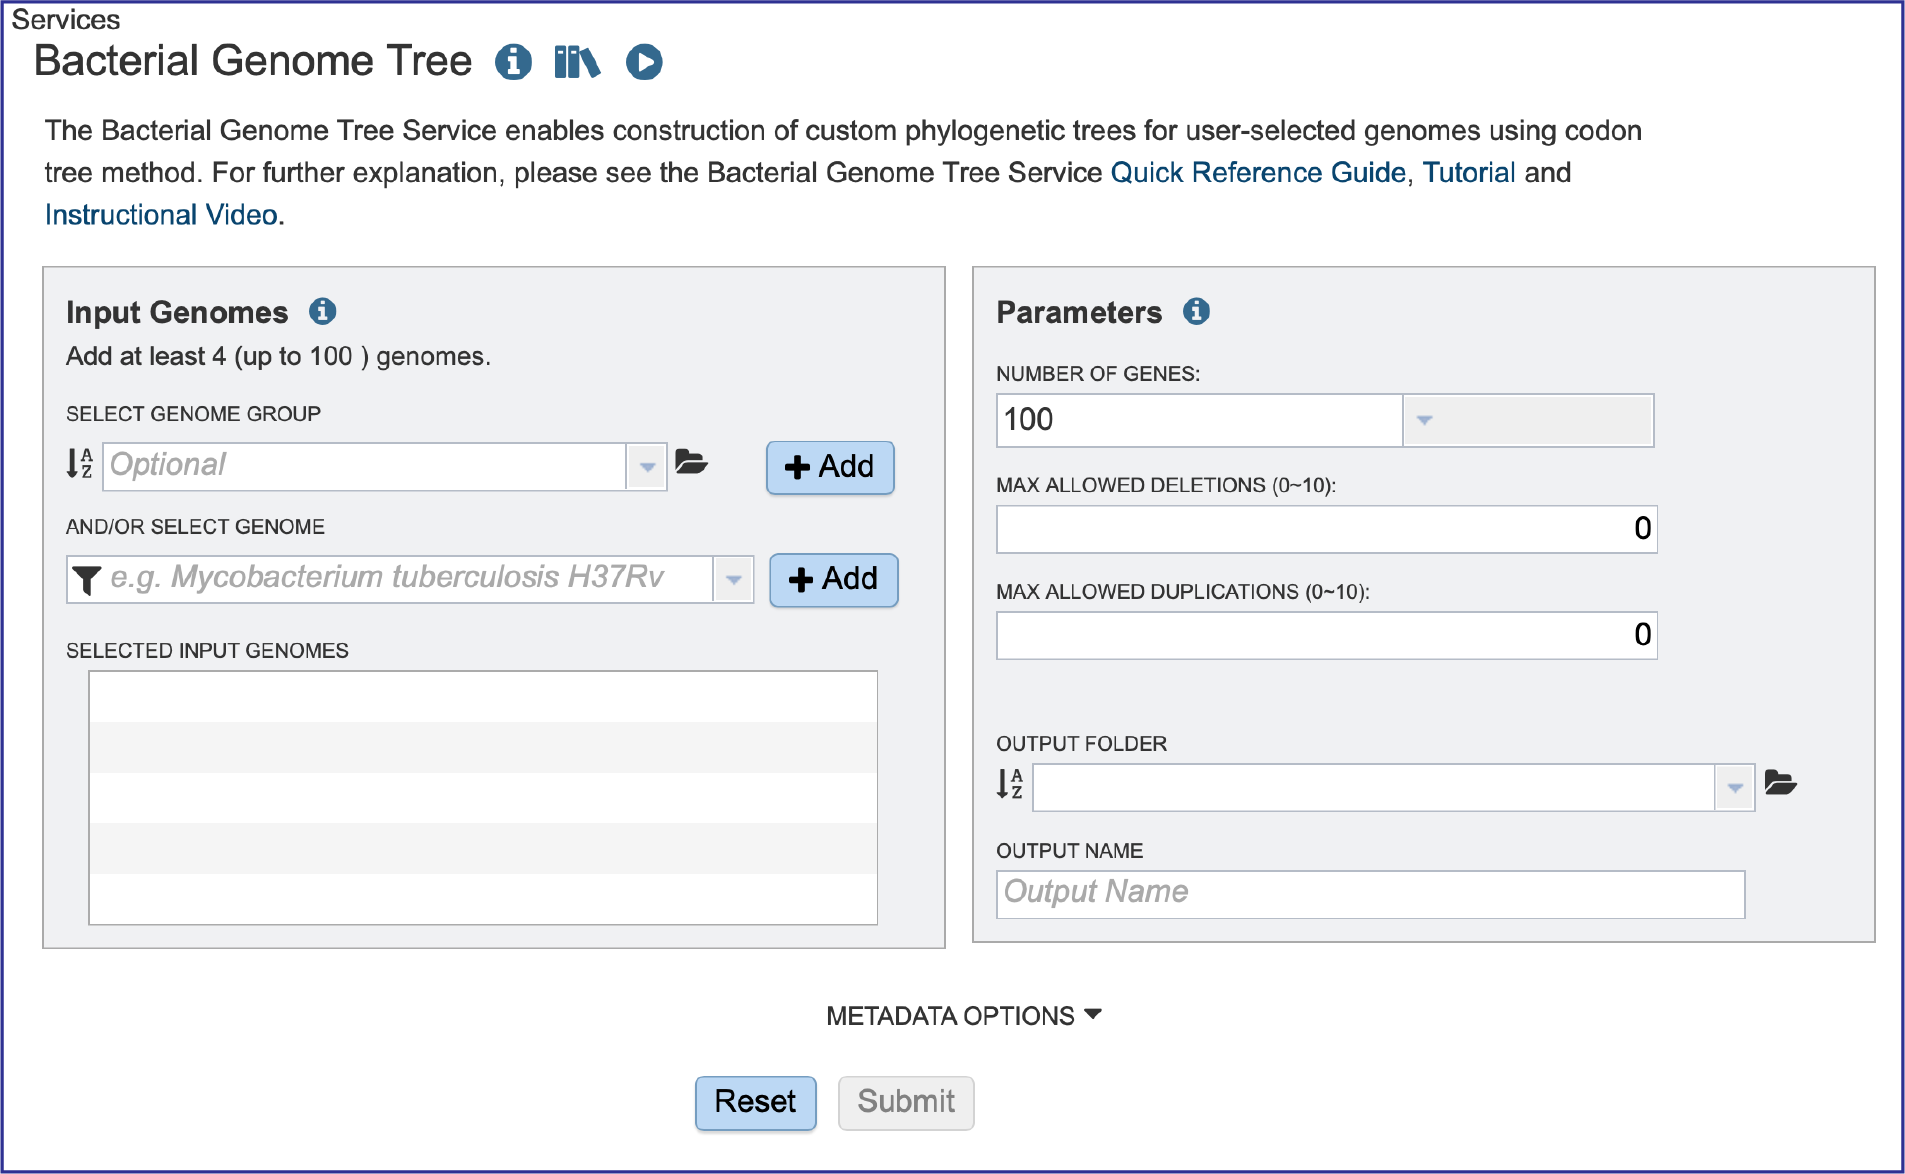 Services
Bacterial Genome Tree
The Bacterial Genome Tree Service enables construction of custom phylogenetic trees for user-selected genomes using codon
tree method. For further explanation, please see the Bacterial Genome Tree Service Quick Reference Guide, Tutorial and
Instructional Video.
Input Genomes
Add at least 4 (up to 100 ) genomes.
SELECT GENOME GROUP
Optional
Add
AND/OR SELECT GENOME
e.g. Mycobacterium tuberculosis H37Rv
Add
SELECTED INPUT GENOMES
Parameters
NUMBER OF GENES:
100
MAX ALLOWED DELETIONS (0~10):
0
MAX ALLOWED DUPLICATIONS (0~10):
0
OUTPUT FOLDER
OUTPUT NAME
Output Name
METADATA OPTIONS
Reset
Submit